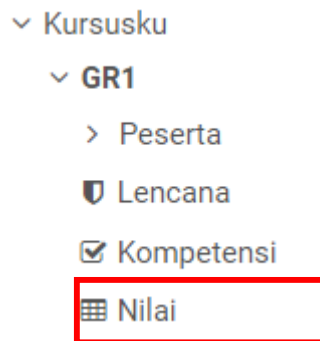 Kursusku
GR1
Peserta
Lencana
Kompetensi
Nilai